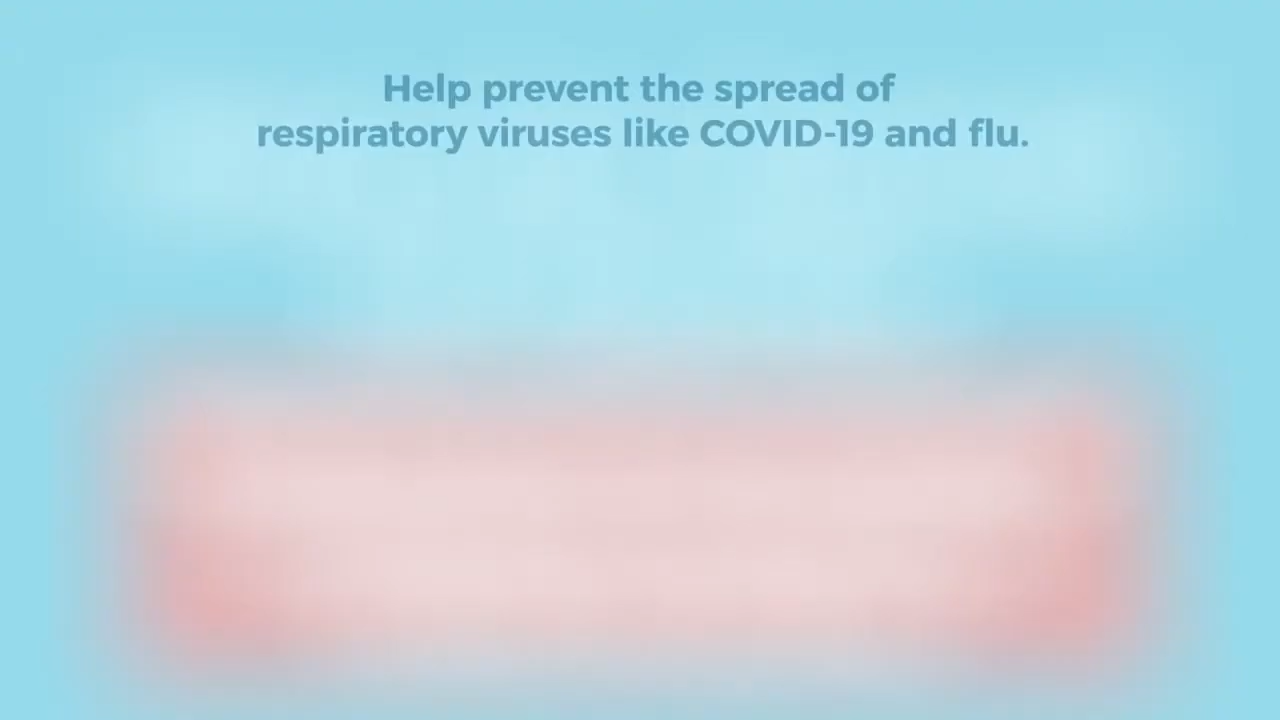 Help prevent the spread of
respiratory viruses like COVID-19 and flu.